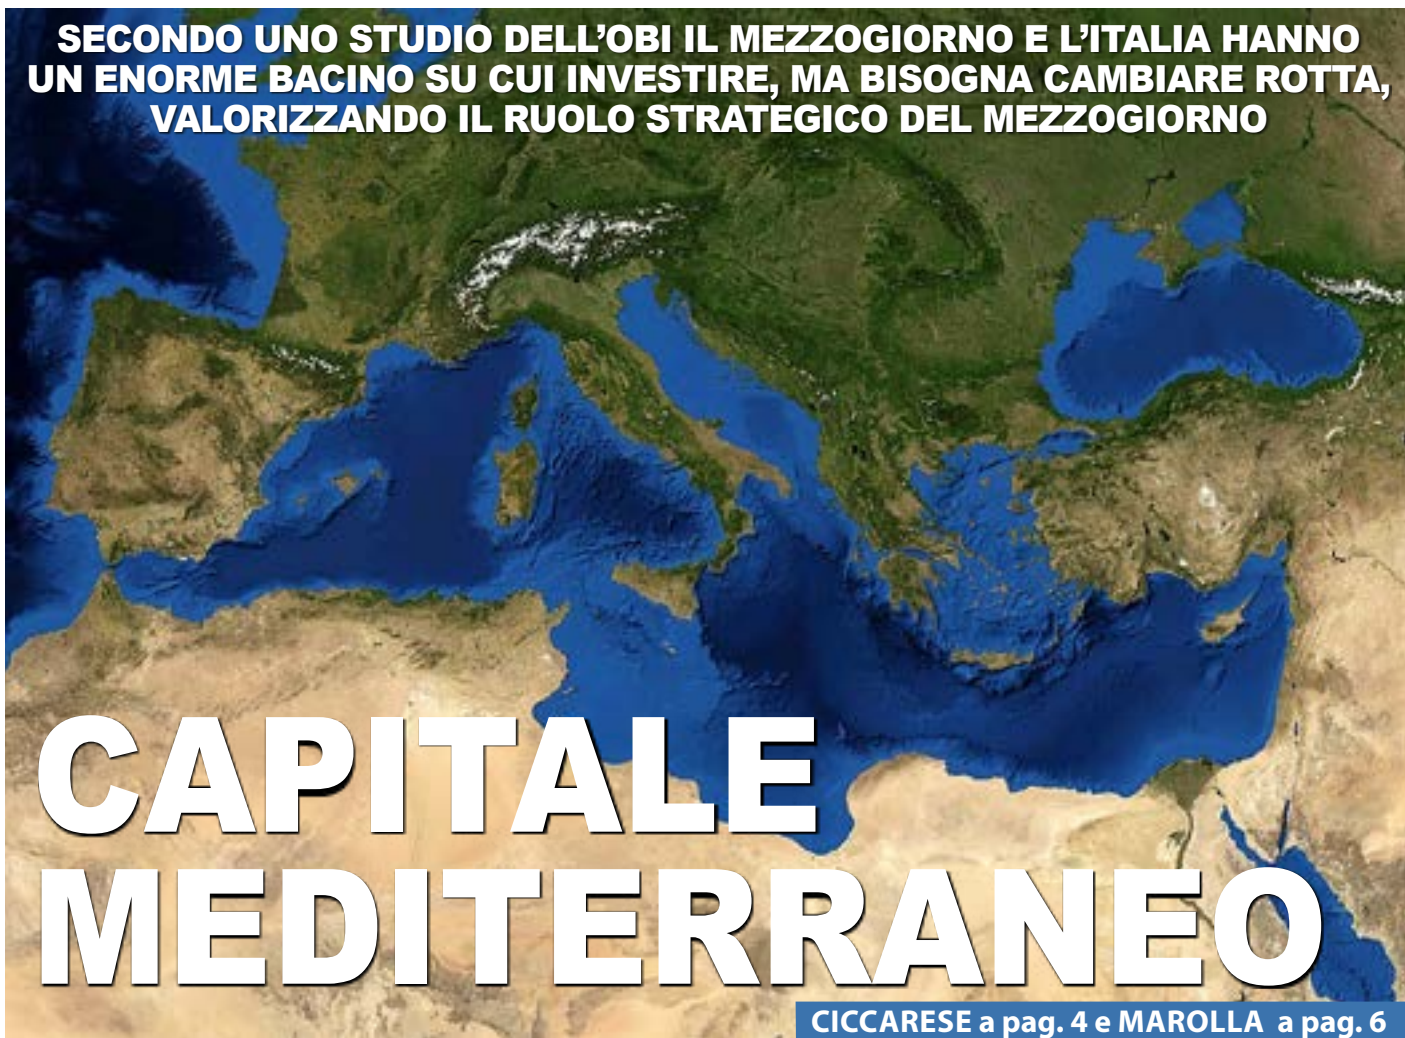 SECONDO UNO STUDIO DELL'OBI IL MEZZOGIORNO E L'ITALIA HANNO
UN ENORME BACINO SU CUI INVESTIRE, MA BISOGNA CAMBIARE ROTTA,
VALORIZZANDO IL RUOLO STRATEGICO DEL MEZZOGIORNO
CAPITALE
MEDITERRANEO
CICCARESE a pag. 4 e MAROLLA a pag. 6